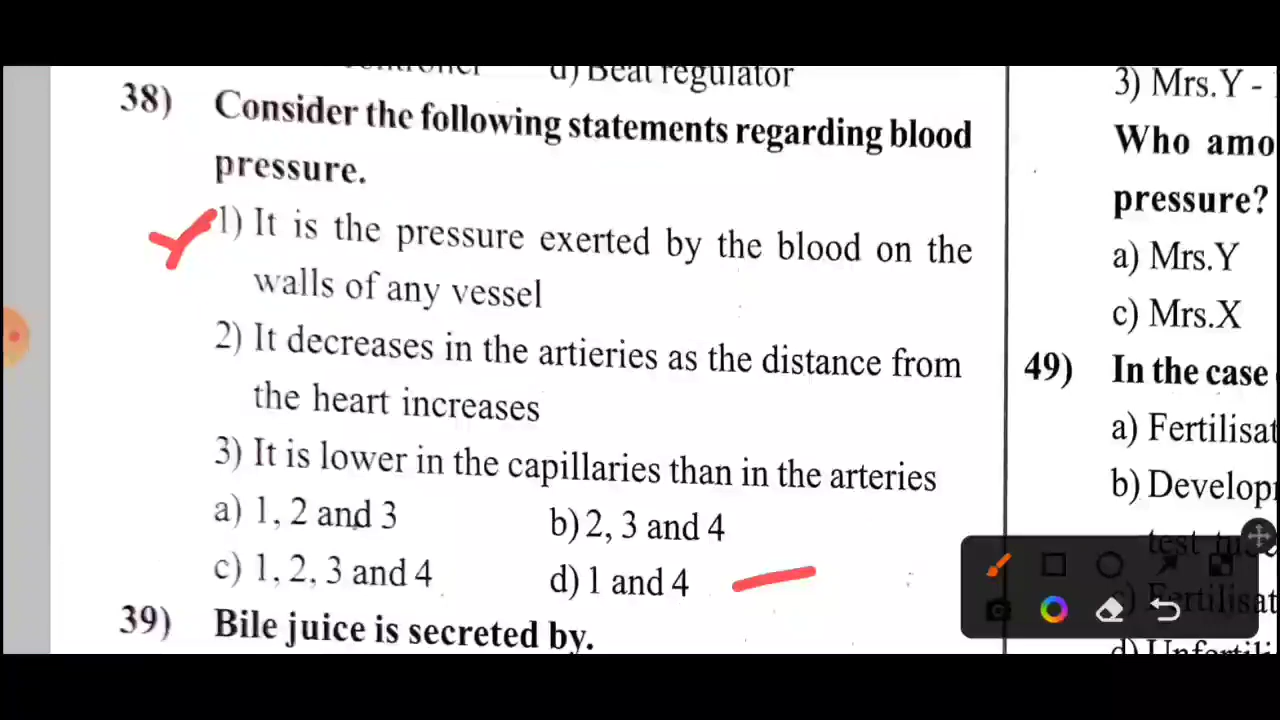 d) Beat regulator
38) Consider the following statements regarding blood
pressure.
1) It is the pressure exerted by the blood on the
walls of any vessel
2) It decreases in the artieries as the distance from
the heart increases
3) It is lower in the capillaries than in the arteries
a) 1, 2 and 3 b) 2, 3 and 4
c) 1, 2, 3 and 4 d) 1 and 4
39) Bile juice is secreted by.
3) Mrs.Y -
Who
pressure?
a) Mrs.Y
c) Mrs.X
49) In the case
a)
b)
test
c)
d)